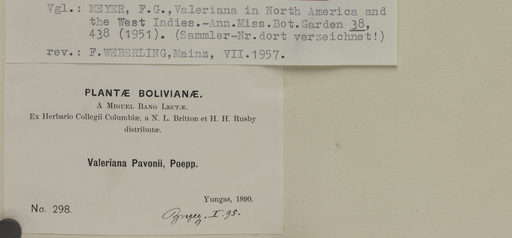 Vgl.: MEYER, F.G., Valeriana in North America and
the West Indies.-Ann.Miss.Bot.Garden 38,
438 (1951). (Sammler-Nr.dort verzeichnet!)
rev.: F.WEBERLING, Mainz, VII.1957.
PLANTÆ BOLIVIANÆ.
A MIGUEL BANG LECTÆ.
Ex Herbario Collegii Columbiæ, a N. L. Britton et H. H. Rusby
distributæ.
Valeriana Pavonii, Poepp.
Yungas, 1890.
No. 298.
I. 95.